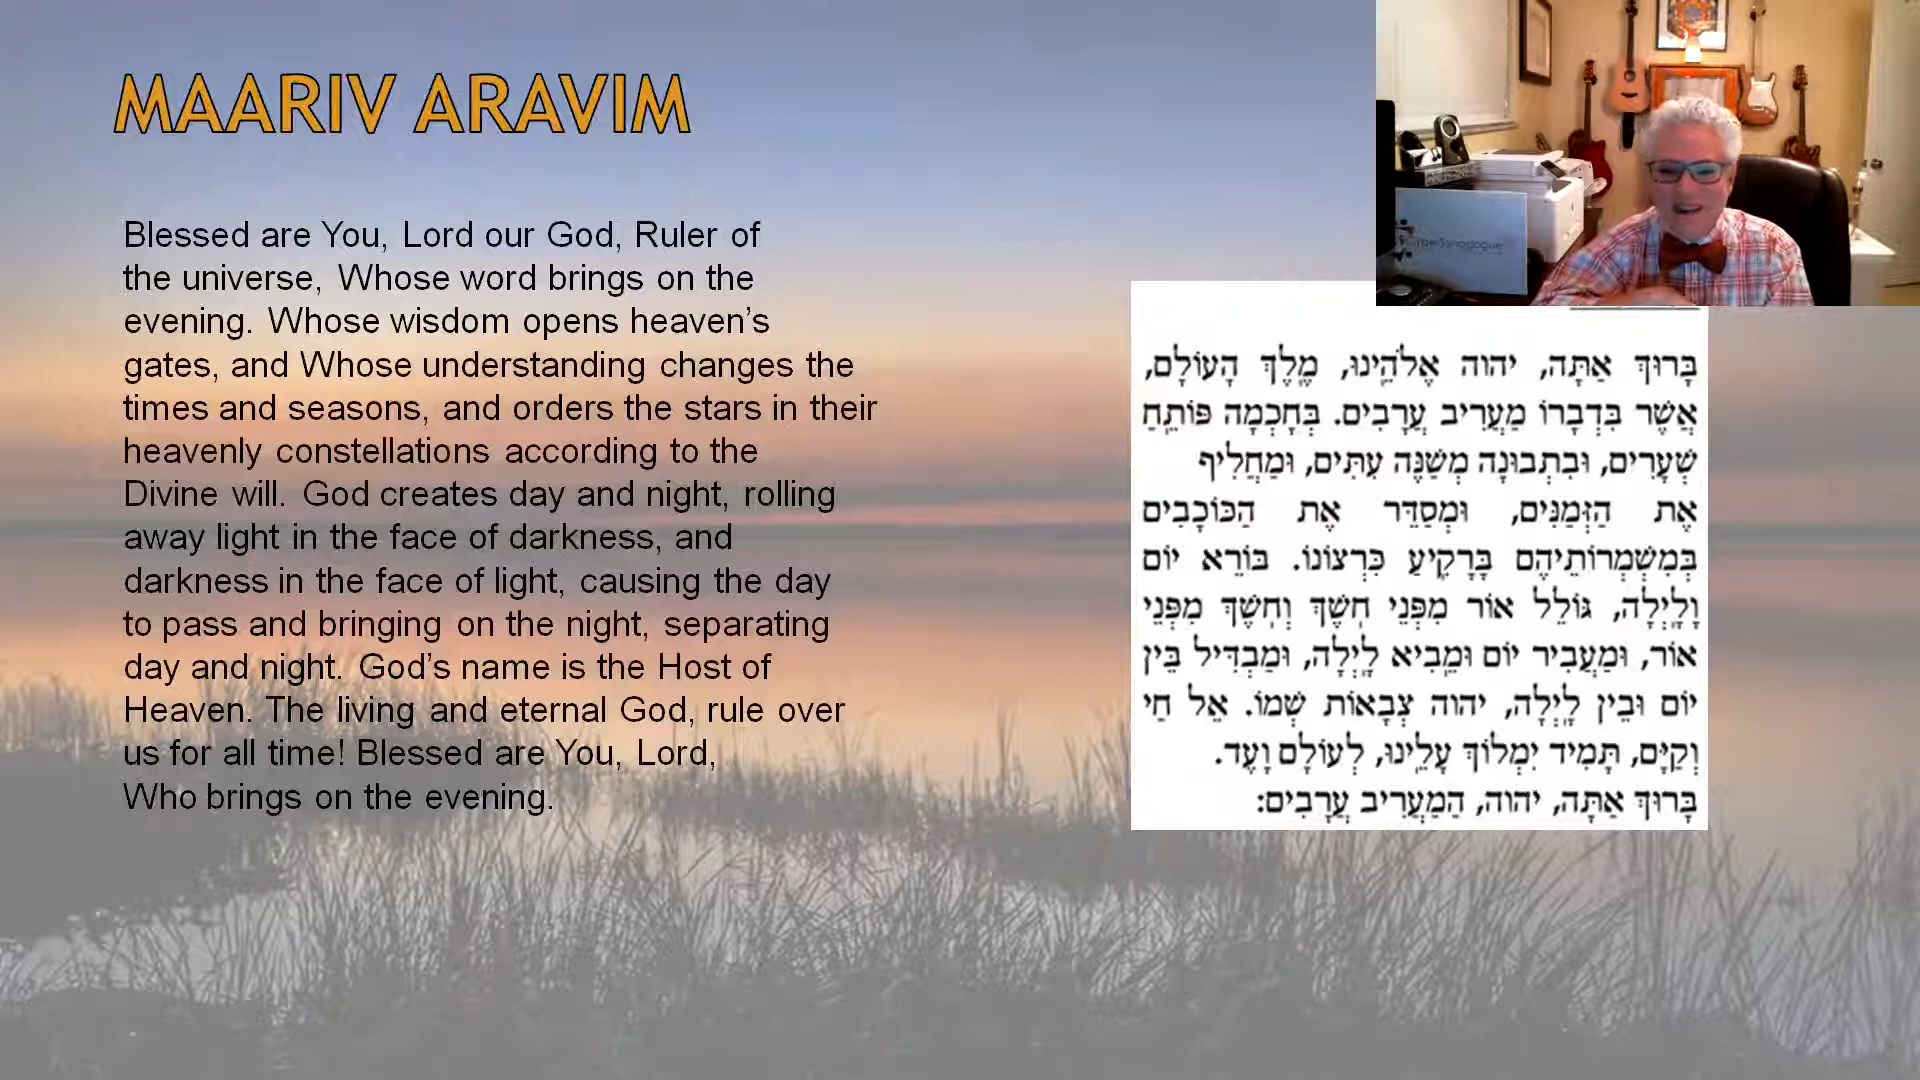 MAARIV ARAVIM
Blessed are You, Lord our God, Ruler of
the universe, Whose word brings on the
evening. Whose wisdom opens heaven’s
gates, and Whose understanding changes the
times and seasons, and orders the stars in their
heavenly constellations according to the
Divine will. God creates day and night, rolling
away light in the face of darkness, and
darkness in the face of light, causing the day
to pass and bringing on the night, separating
day and night. God’s name is the Host of
Heaven. The living and eternal God, rule over
us for all time! Blessed are You, Lord,
Who brings on the evening.
בָּרוּךְ אַתָּה, יהוה אֱלֹהֵינוּ, מֶלֶךְ הָעוֹלָם,
אֲשֶׁר בִּדְבָרוֹ מַעֲרִיב עֲרָבִים. בְּחָכְמָה פּוֹתֵחַ
שְׁעָרִים, וּבִתְבוּנָה מְשַׁנֶּה עִתִּים, וּמַחֲלִיף
אֶת הַזְּמַנִּים, וּמְסַדֵּר אֶת הַכּוֹכָבִים
בְּמִשְׁמְרוֹתֵיהֶם בָּרָקִיעַ כִּרְצוֹנוֹ. בּוֹרֵא יוֹם
וָלָיְלָה, גּוֹלֵל אוֹר מִפְּנֵי חֹשֶׁךְ וְחֹשֶׁךְ מִפְּנֵי
אוֹר, וּמַעֲבִיר יוֹם וּמֵבִיא לָיְלָה, וּמַבְדִּיל בֵּין
יוֹם וּבֵין לָיְלָה, יהוה צְבָאוֹת שְׁמוֹ. אֵל חַי
וְקַיָּם, תָּמִיד יִמְלוֹךְ עָלֵינוּ, לְעוֹלָם וָעֶד.
בָּרוּךְ אַתָּה, יהוה, הַמַּעֲרִיב עֲרָבִים: